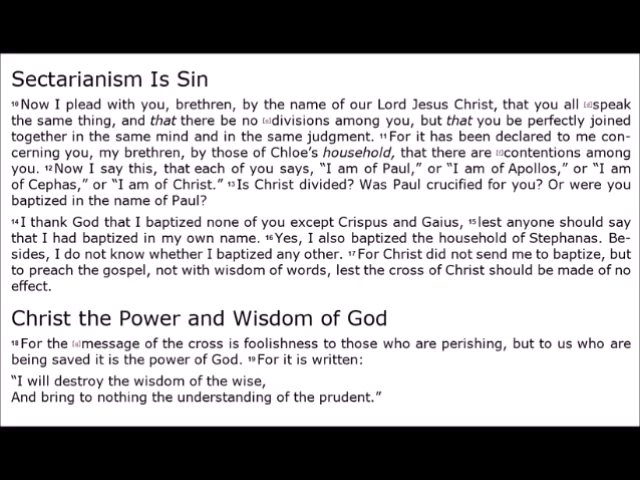 Sectarianism Is Sin
10 Now I plead with you, brethren, by the name of our Lord Jesus Christ, that you all speak
the same thing, and that there be no divisions among you, but that you be perfectly joined
together in the same mind and in the same judgment. 11 For it has been declared to me con-
cerning you, my brethren, by those of Chloe's household, that there are contentions among
you. 12 Now I say this, that each of you says, “I am of Paul,” or “I am of Apollos,” or “I am
of Cephas,” or “I am of Christ.” 13 Is Christ divided? Was Paul crucified for you? Or were you
baptized in the name of Paul?
14 I thank God that I baptized none of you except Crispus and Gaius, 15 lest anyone should say
that I had baptized in my own name. 16 Yes, I also baptized the household of Stephanas. Be-
sides, I do not know whether I baptized any other. 17 For Christ did not send me to baptize, but
to preach the gospel, not with wisdom of words, lest the cross of Christ should be made of no
effect.
Christ the Power and Wisdom of God
18 For the message of the cross is foolishness to those who are perishing, but to us who are
being saved it is the power of God. 19 For it is written:
“I will destroy the wisdom of the wise,
And bring to nothing the understanding of the prudent.”